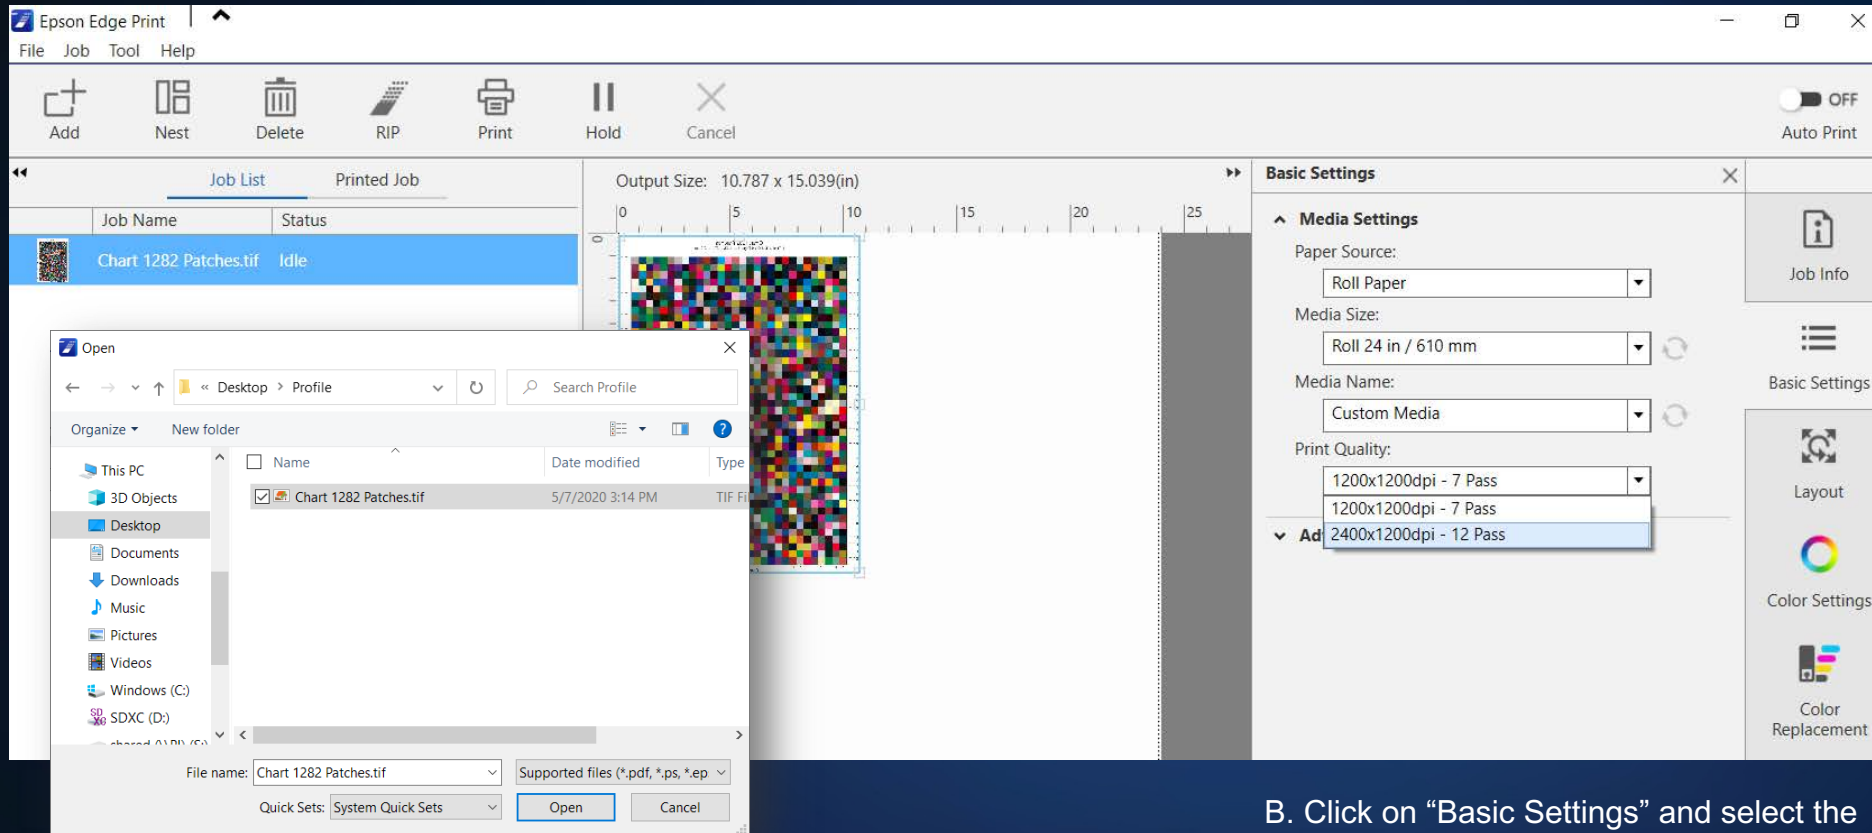 Epson Edge Print
File Job Tool Help
Add Nest Delete RIP Print Hold Cancel
OFF
Auto Print
Job List Printed Job
Job Name Status
Chart 1282 Patches.tif Idle
Output Size: 10.787 x 15.039(in)
0 5 10 15 20 25
0
Basic Settings
Media Settings
Paper Source:
Roll Paper
Media Size:
Roll 24 in / 610 mm
Media Name:
Custom Media
Print Quality:
1200x1200dpi - 7 Pass
1200x1200dpi - 7 Pass
2400x1200dpi - 12 Pass
Ad
Job Info
Basic Settings
Layout
Color Settings
Color
Replacement
Open
« Desktop > Profile
Search Profile
Organize New folder
Name Date modified Type
Chart 1282 Patches.tif 5/7/2020 3:14 PM TIF Fi
This PC
3D Objects
Desktop
Documents
Downloads
Music
Pictures
Videos
Windows (C:)
SDXC (D:)
File name: Chart 1282 Patches.tif Supported files (*.pdf, *.ps, *.ep
Quick Sets: System Quick Sets Open Cancel
B. Click on “Basic Settings” and select the